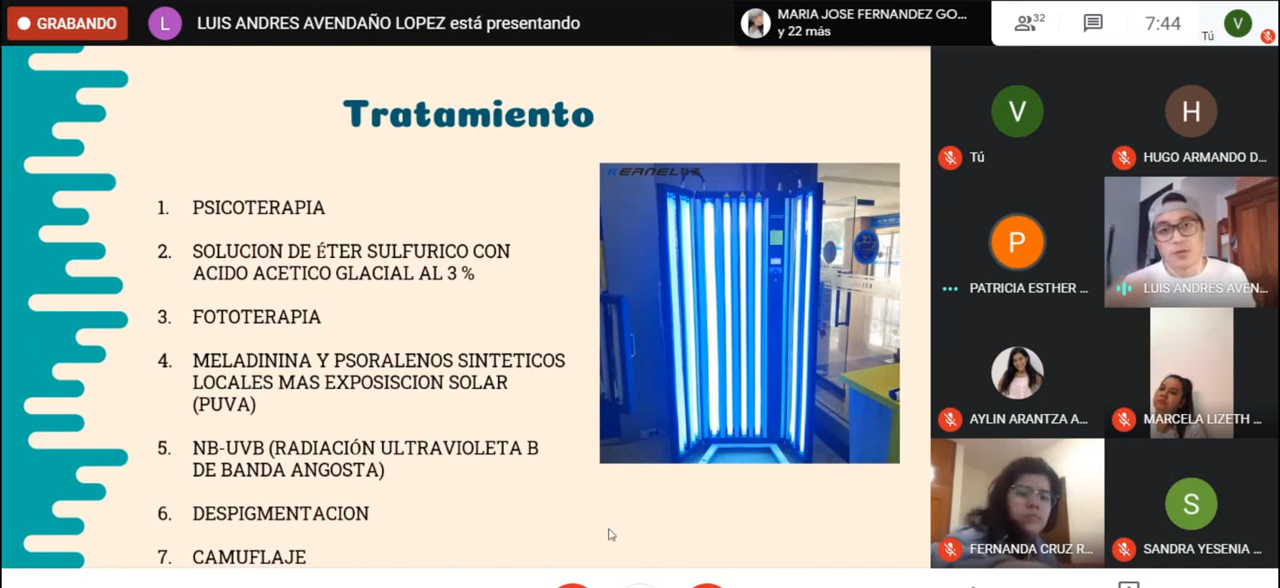 GRABANDO
L
LUIS ANDRES AVENDAÑO LOPEZ está presentando
MARIA JOSE FERNANDEZ GO...
y 22 más
32
7:44
Tú
V
Tratamiento
1. PSICOTERAPIA
2. SOLUCION DE ÉTER SULFURICO CON
ACIDO ACETICO GLACIAL AL 3 %
3. FOTOTERAPIA
4. MELADININA Y PSORALENOS SINTETICOS
LOCALES MAS EXPOSISCION SOLAR
(PUVA)
5. NB-UVB (RADIACIÓN ULTRAVIOLETA B
DE BANDA ANGOSTA)
6. DESPIGMENTACION
7. CAMUFLAJE
KERNEL
V
Tú
H
HUGO ARMANDO D...
P
PATRICIA ESTHER ...
LUIS ANDRES AVEN...
AYLIN ARANTZA A...
MARCELA LIZETH ...
FERNANDA CRUZ R...
S
SANDRA YESENIA ...